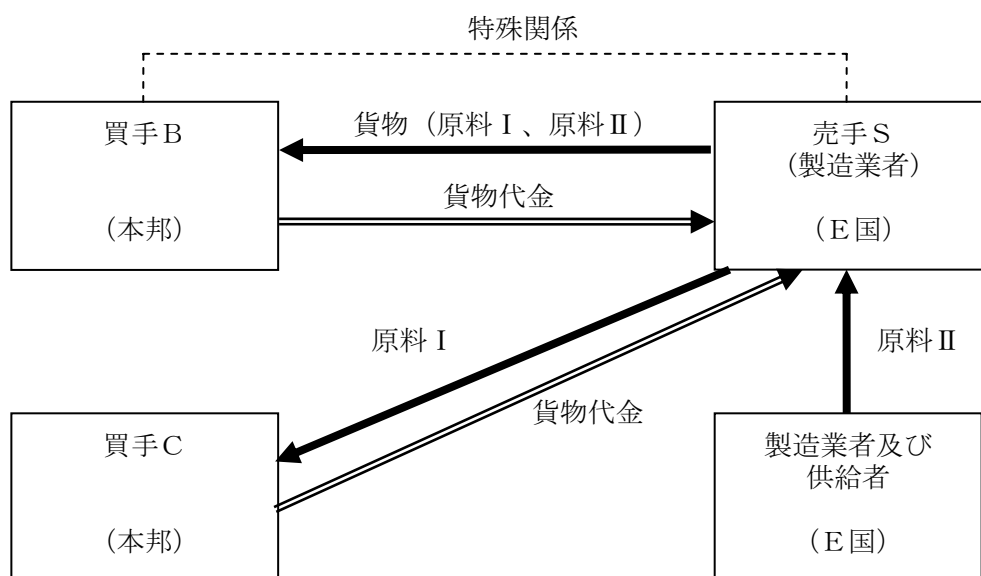 特殊関係
買手B
(本邦)
貨物(原料Ⅰ、原料Ⅱ)
貨物代金
売手S
(製造業者)
(E国)
原料Ⅰ
貨物代金
原料Ⅱ
買手C
(本邦)
製造業者及び
供給者
(E国)